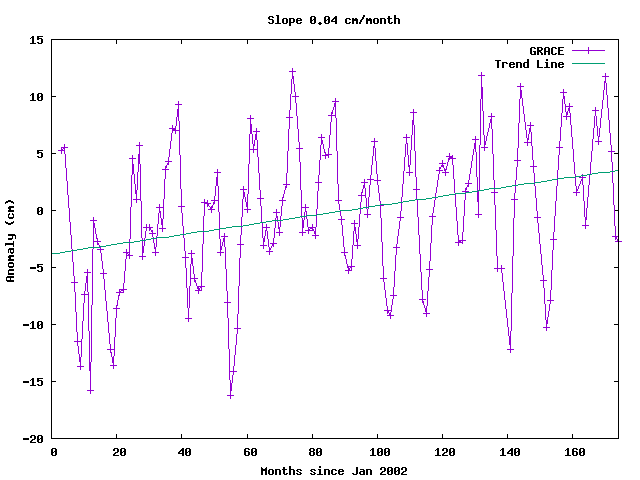 Slope 0.04 cm/month
GRACE
Trend Line
15
10
5
0
-5
-10
-15
-20
Anomaly (cm)
0 20 40 60 80 100 120 140 160
Months since Jan 2002